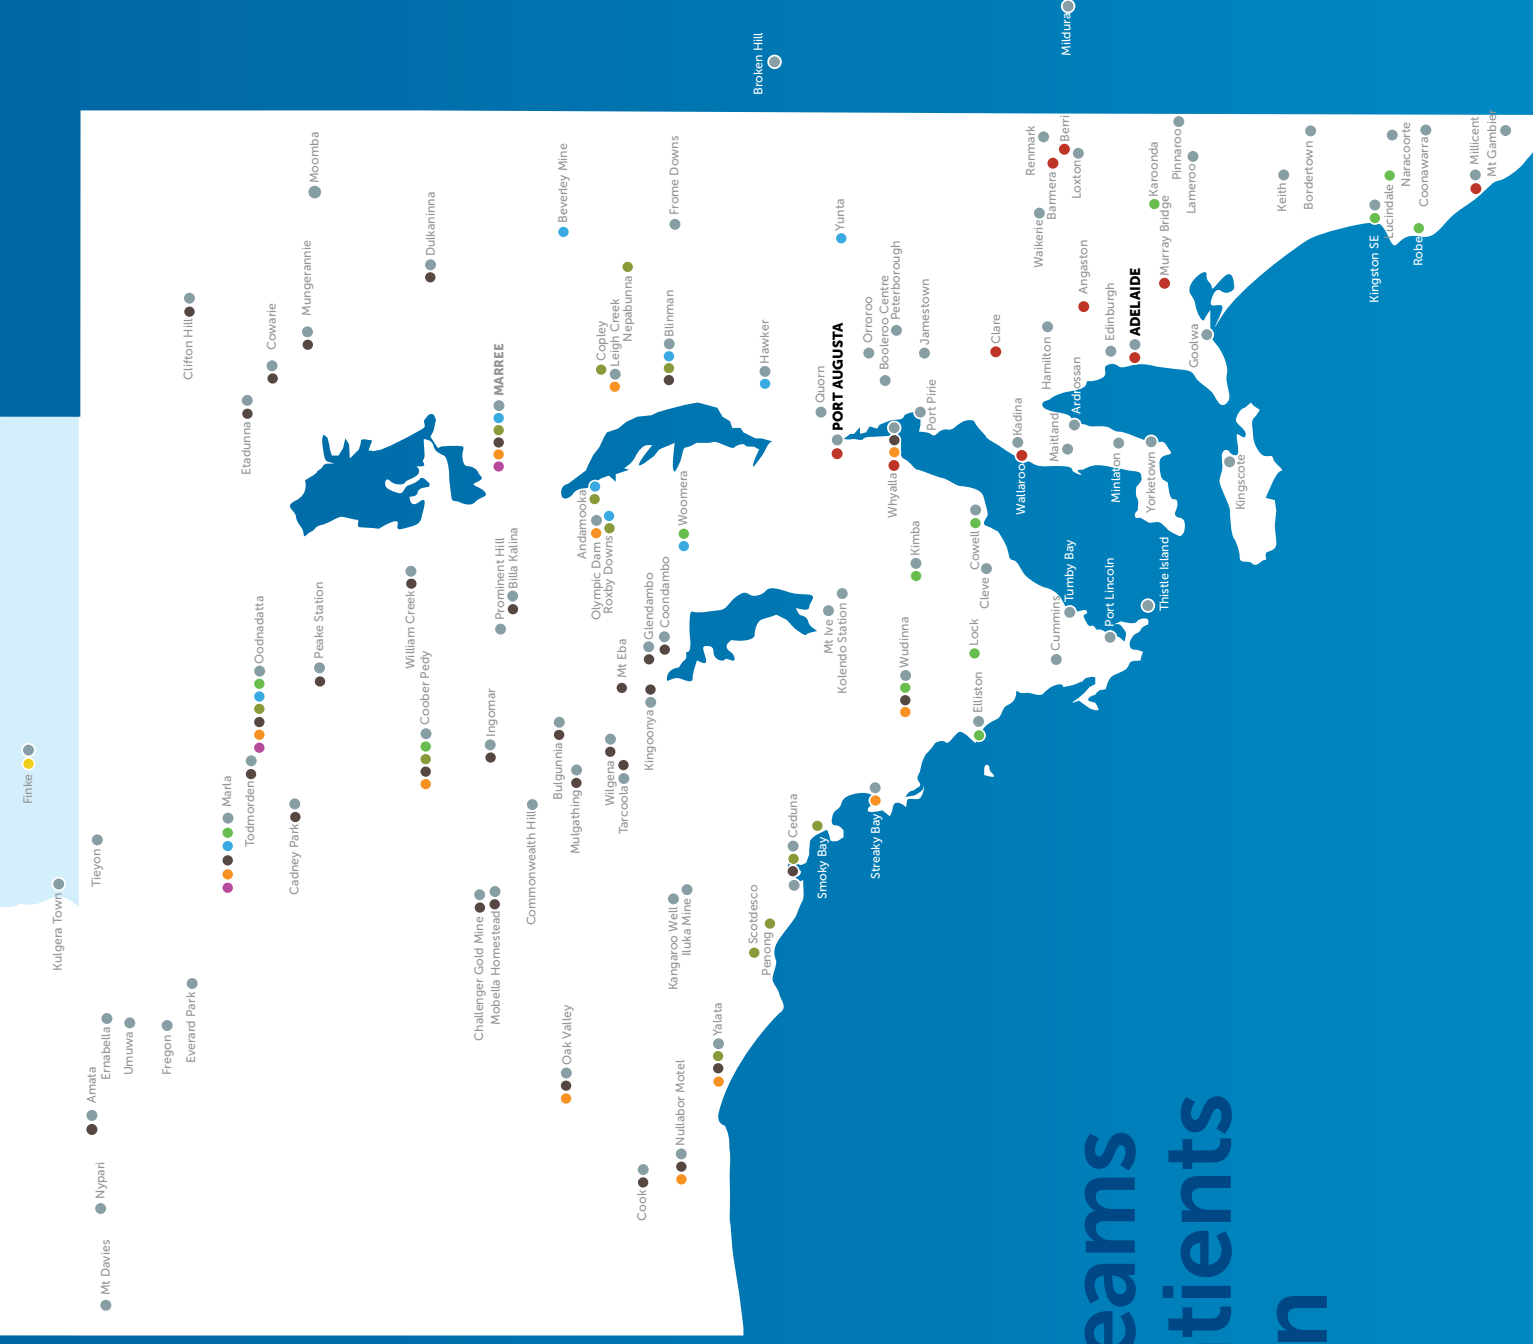 Mildura
Broken Hill
Moomba
Dulkaninna
Beverley Mine
Frome Downs
Yunta
Renmark
Berri
Barmera
Loxton
Waikerie
Karoonda
Pinnaroo
Lameroo
Murray Bridge
Keith
Bordertown
Lucindale
Naracoorte
Coonawarra
Millicent
Mt Gambier
Kingston SE
Robe
Clifton Hill
Cowarie
Mungerannie
Etadunna
MARREE
Copley
Leigh Creek
Nepabunna
Blinman
Hawker
Quorn
PORT AUGUSTA
Orroroo
Booleroo Centre
Peterborough
Jamestown
Port Pirie
Clare
Angaston
Hamilton
Edinburgh
ADELAIDE
Goolwa
Ardrossan
Kadina
Maitland
Wallaroo
Minlaton
Yorketown
Kingscote
Whyalla
Andamooka
Olympic Dam
Roxby Downs
Woomera
Prominent Hill
Billa Kalina
William Creek
Coober Pedy
Oodnadatta
Peake Station
Ingomar
Glendambo
Coondambo
Mt Eba
Kingoonya
Bulgunnia
Mulgathing
Wilgena
Tarcoola
Mt Ive
Kolendo Station
Kimba
Cowell
Cleve
Wudinna
Lock
Elliston
Cummins
Tumby Bay
Port Lincoln
Thistle Island
Finke
Kulgera Town
Tieyon
Marla
Todmorden
Cadney Park
Commonwealth Hill
Challenger Gold Mine
Mobella Homestead
Kangaroo Well
Iluka Mine
Ceduna
Smoky Bay
Streaky Bay
Scotdesco
Penong
Yalata
Nullabor Motel
Cook
Oak Valley
Everard Park
Fregon
Umuwa
Ernabella
Amata
Nypari
Mt Davies
eams
tients
n